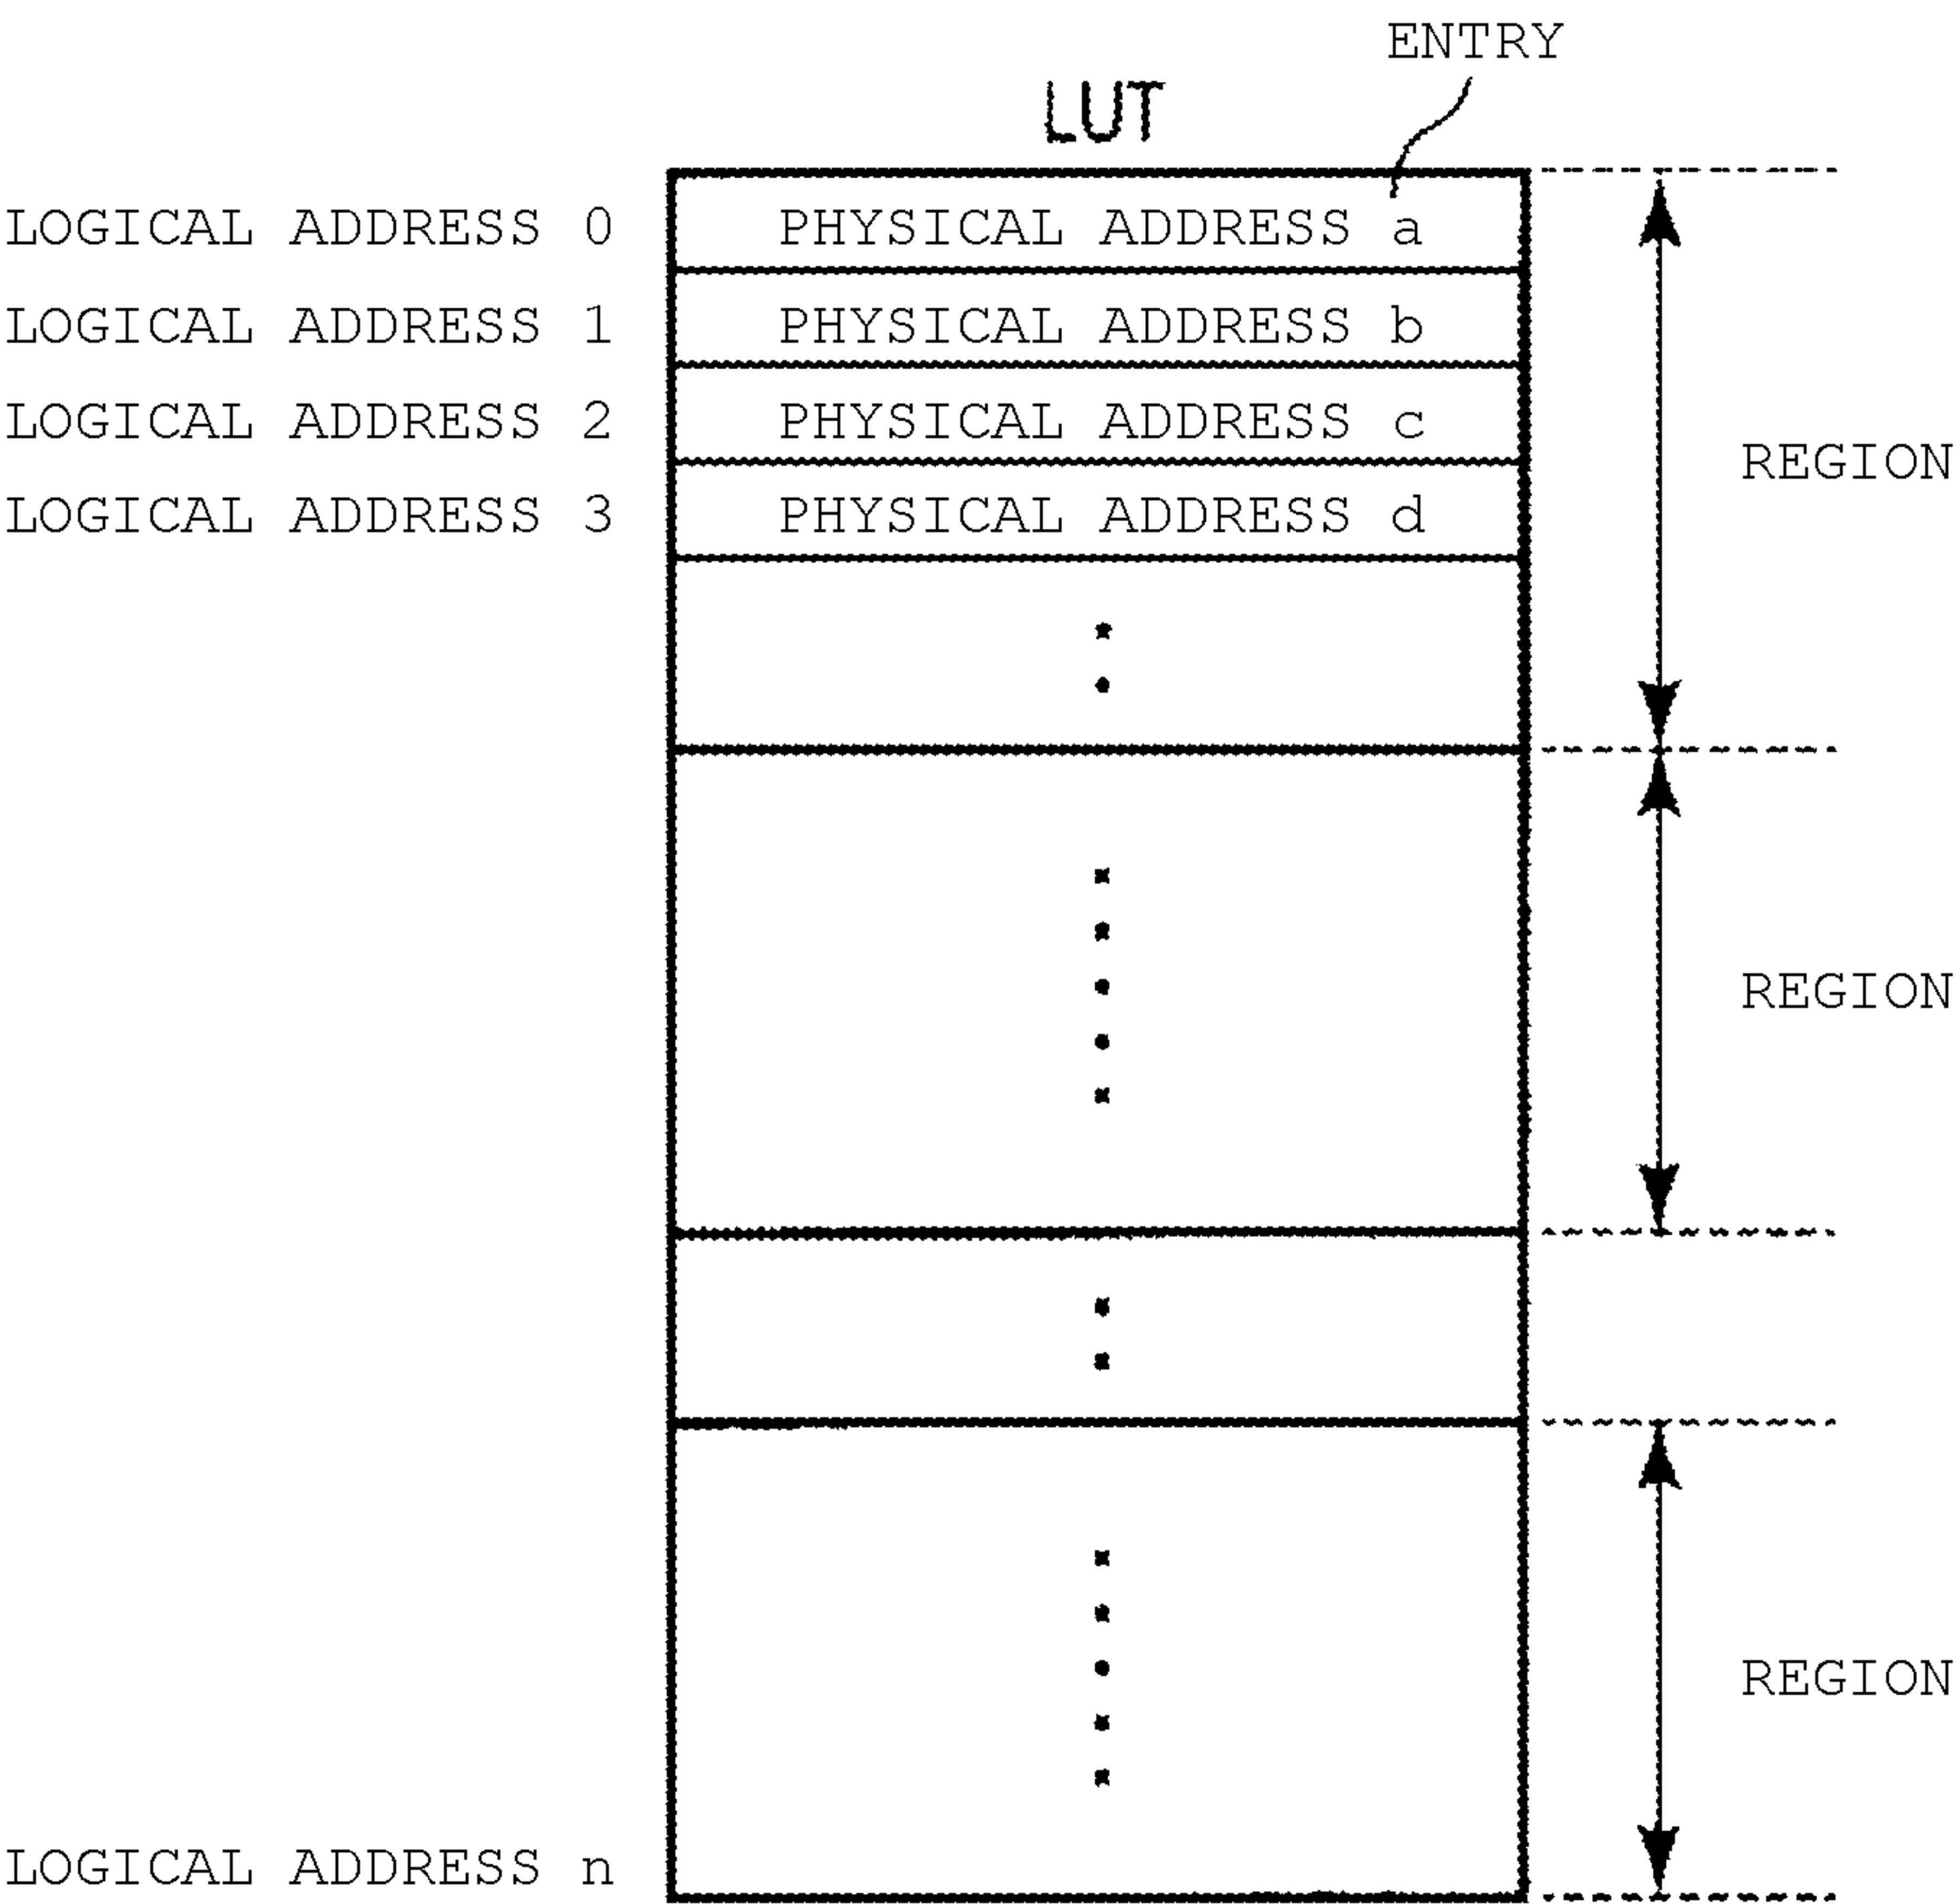 ENTRY
LUT
LOGICAL ADDRESS 0 PHYSICAL ADDRESS a
LOGICAL ADDRESS 1 PHYSICAL ADDRESS b
LOGICAL ADDRESS 2 PHYSICAL ADDRESS c
REGION
LOGICAL ADDRESS 3 PHYSICAL ADDRESS d
REGION
REGION
LOGICAL ADDRESS n